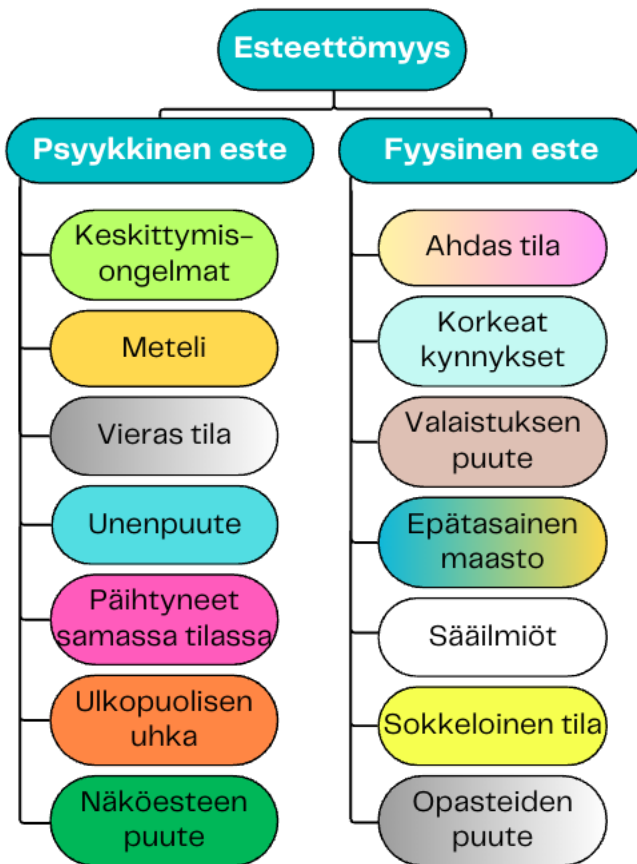 Esteettömyys
Psyykkinen este
Keskittymis-
ongelmat
Meteli
Vieras tila
Unenpuute
Päihtyneet
samassa tilassa
Ulkopuolisen
uhka
Näköesteen
puute
Fyysinen este
Ahdas tila
Korkeat
kynnykset
Valaistuksen
puute
Epätasainen
maasto
Sääilmiöt
Sokkeloinen tila
Opasteiden
puute